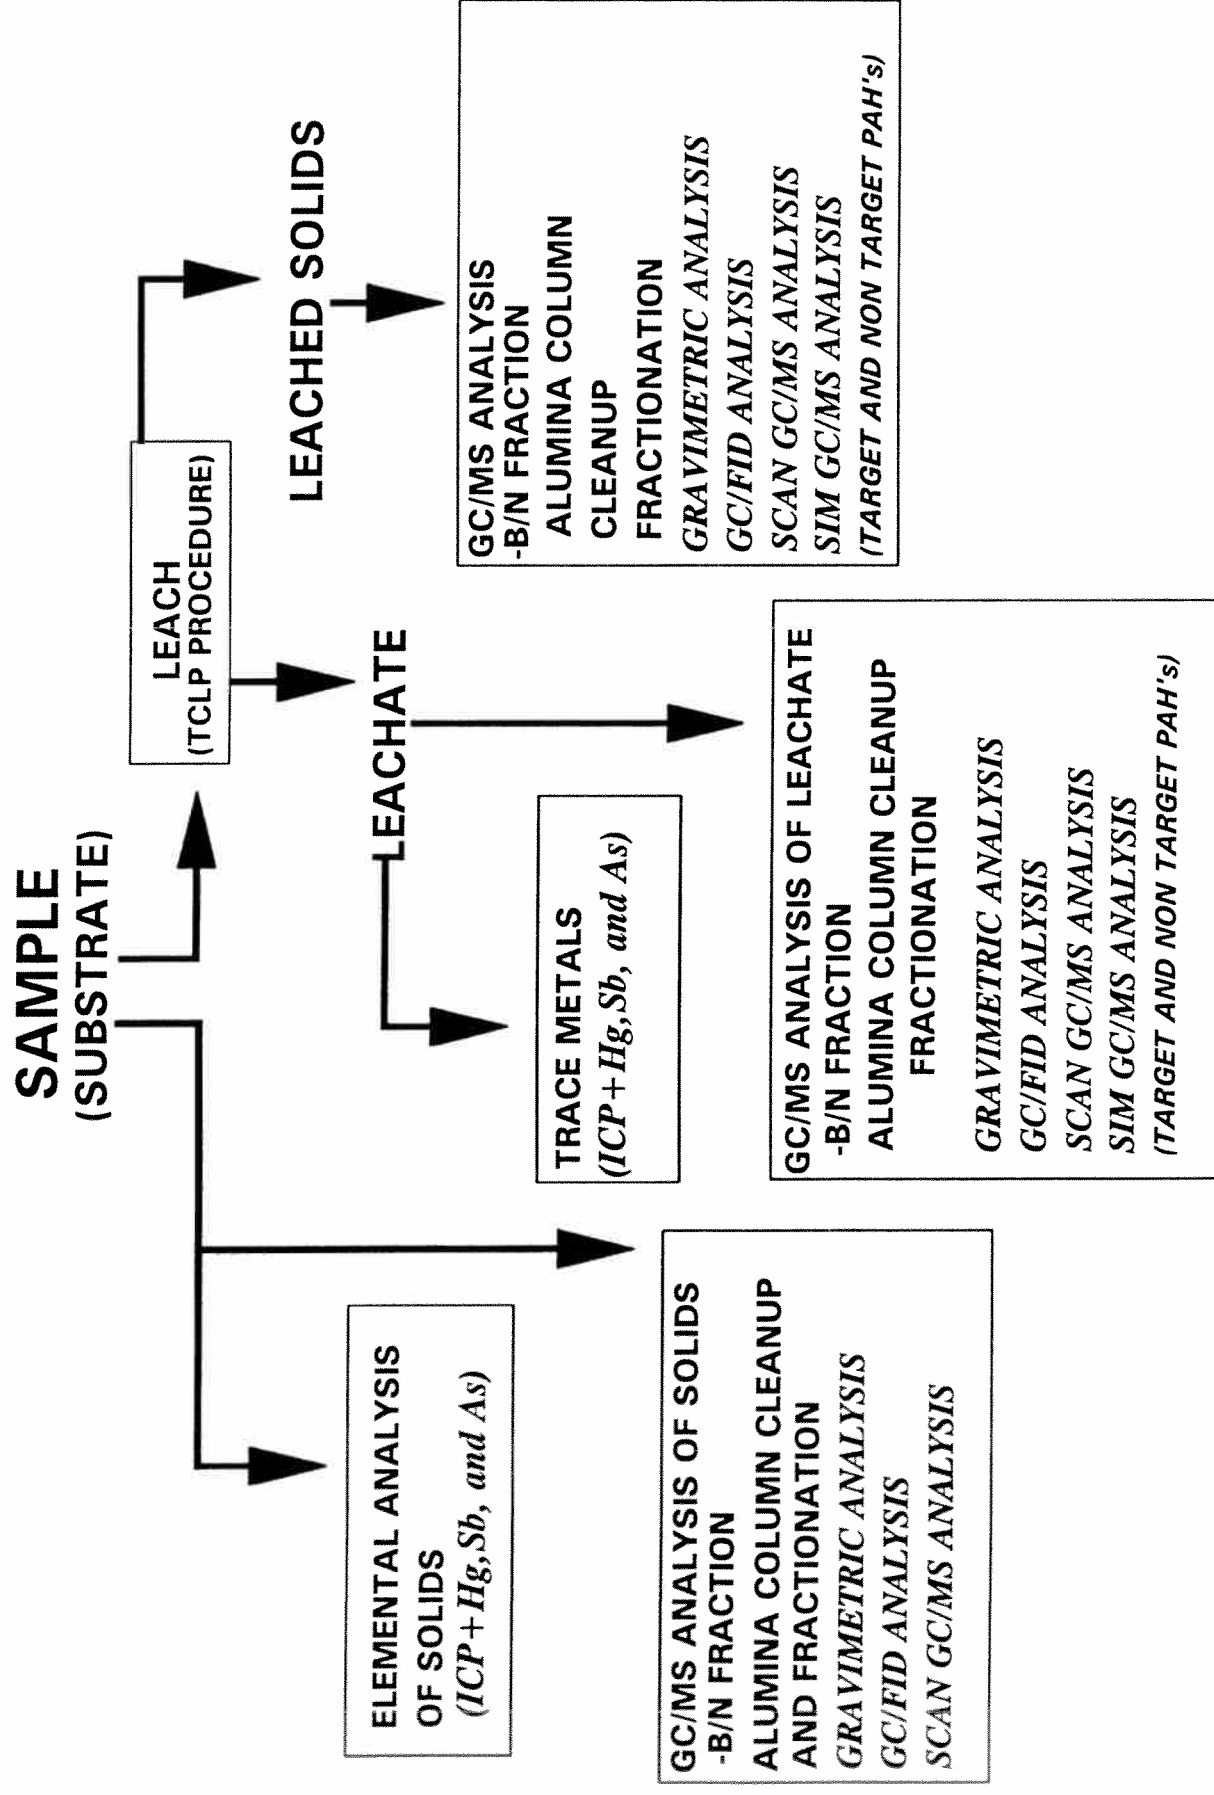 SAMPLE
(SUBSTRATE)
LEACH
(TCLP PROCEDURE)
LEACHATE
LEACHED SOLIDS
ELEMENTAL ANALYSIS
OF SOLIDS
(ICP+Hg,Sb, and As)
GC/MS ANALYSIS OF SOLIDS
-B/N FRACTION
ALUMINA COLUMN CLEANUP
AND FRACTIONATION
GRAVIMETRIC ANALYSIS
GC/FID ANALYSIS
SCAN GC/MS ANALYSIS
TRACE METALS
(ICP+Hg,Sb, and As)
GC/MS ANALYSIS OF LEACHATE
-B/N FRACTION
ALUMINA COLUMN CLEANUP
FRACTIONATION
GRAVIMETRIC ANALYSIS
GC/FID ANALYSIS
SCAN GC/MS ANALYSIS
SIM GC/MS ANALYSIS
(TARGET AND NON TARGET PAH's)
GC/MS ANALYSIS
-B/N FRACTION
ALUMINA COLUMN
CLEANUP
FRACTIONATION
GRAVIMETRIC ANALYSIS
GC/FID ANALYSIS
SCAN GC/MS ANALYSIS
SIM GC/MS ANALYSIS
(TARGET AND NON TARGET PAH's)